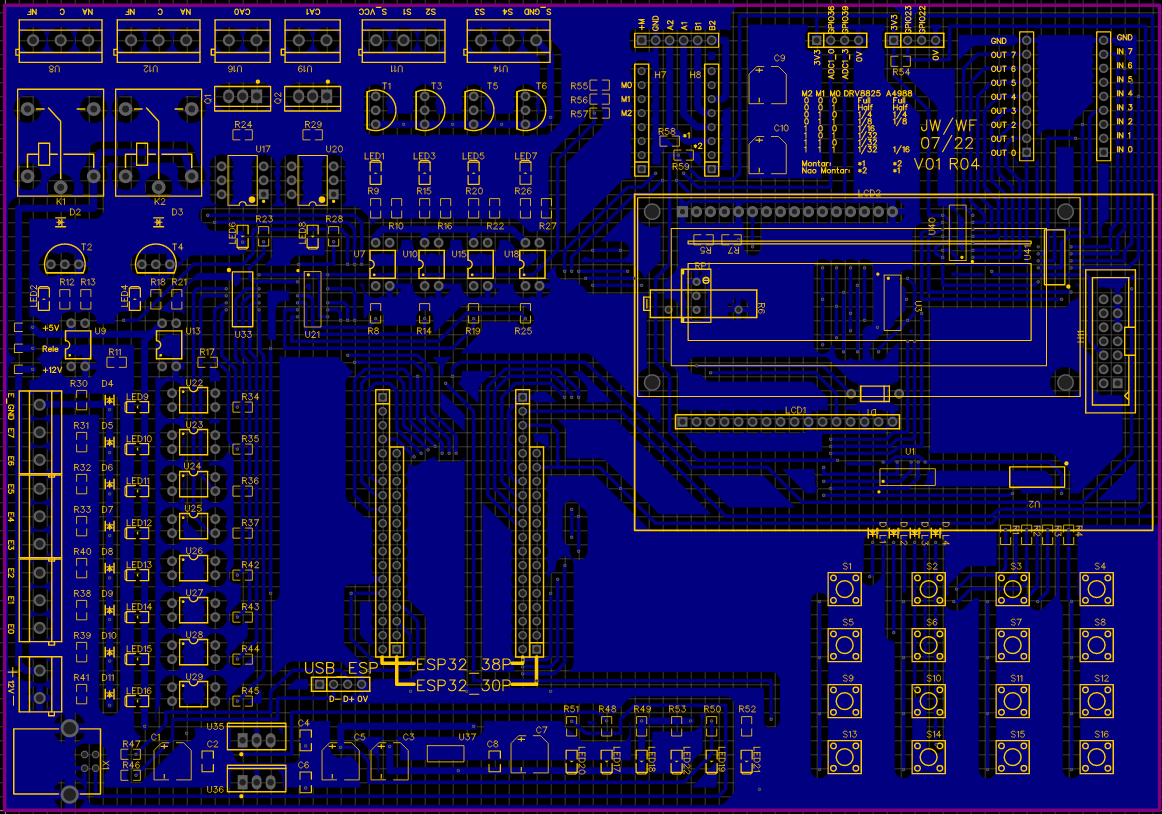 NF C NA
NF C NA
CA0
CA1
S_VCC S1 S2
S3 S4 S_GND
U8
U12
U16
U19
U11
U14
+M GND A2 A1 B1 B2
3V3 GPIO36 GPIO39
ADC1_0 ADC1_3 0V
3V3 GPIO23 GPIO22
0V
R54
GND
OUT 7
OUT 6
OUT 5
OUT 4
OUT 3
OUT 2
OUT 1
OUT 0
GND
IN 7
IN 6
IN 5
IN 4
IN 3
IN 2
IN 1
IN 0
H7
H8
C9
C10
R55 M0
R56 M1
R57 M2
R58 *1
*2
R59
M2 M1 M0 DRV8825 A4988
0 0 0 Full Full
0 0 1 Half Half
0 1 0 1/4 1/4
0 1 1 1/8 1/8
1 0 0 1/16
1 0 1 1/32
1 1 0 1/32
1 1 1 1/32 1/16
Montar: *1 *2
Nao Montar: *2 *1
JW/WF
07/22
V01 R04
Q1
Q2
T1
T3
T5
T6
R24
R29
U17
U20
K1
K2
LED1
LED3
LED5
LED7
R9
R15
R20
R26
D2
D3
LED6
R23
LED8
R28
R10
R16
R22
R27
T2
T4
U7
U10
U15
U18
LED2
R12 R13
LED4
R18 R21
U33
U21
R8
R14
R19
R25
+5V
Rele
+12V
U9
U13
R11
R17
LCD2
R5
R7
RP1
R6
U40
U41
U3
H11
LCD1
D1
U1
U2
E_GND
E7
E6
E5
E4
E3
E2
E1
E0
+
12V
-
R30 D4 LED9 U22 R34
R31 D5 LED10 U23 R35
R32 D6 LED11 U24 R36
R33 D7 LED12 U25 R37
R40 D8 LED13 U26 R42
R38 D9 LED14 U27 R43
R39 D10 LED15 U28 R44
R41 D11 LED16 U29 R45
ESP32_38P
ESP32_30P
USB ESP
D- D+ 0V
R1
R2
R3
R4
S1 S2 S3 S4
S5 S6 S7 S8
S9 S10 S11 S12
S13 S14 S15 S16
X1
R47
R46
C1
C2
U35
U36
C4
C6
C5
C3
U37
C8
C7
R51 R48 R49 R53 R50 R52
LED20 LED17 LED18 LED22 LED19 LED21